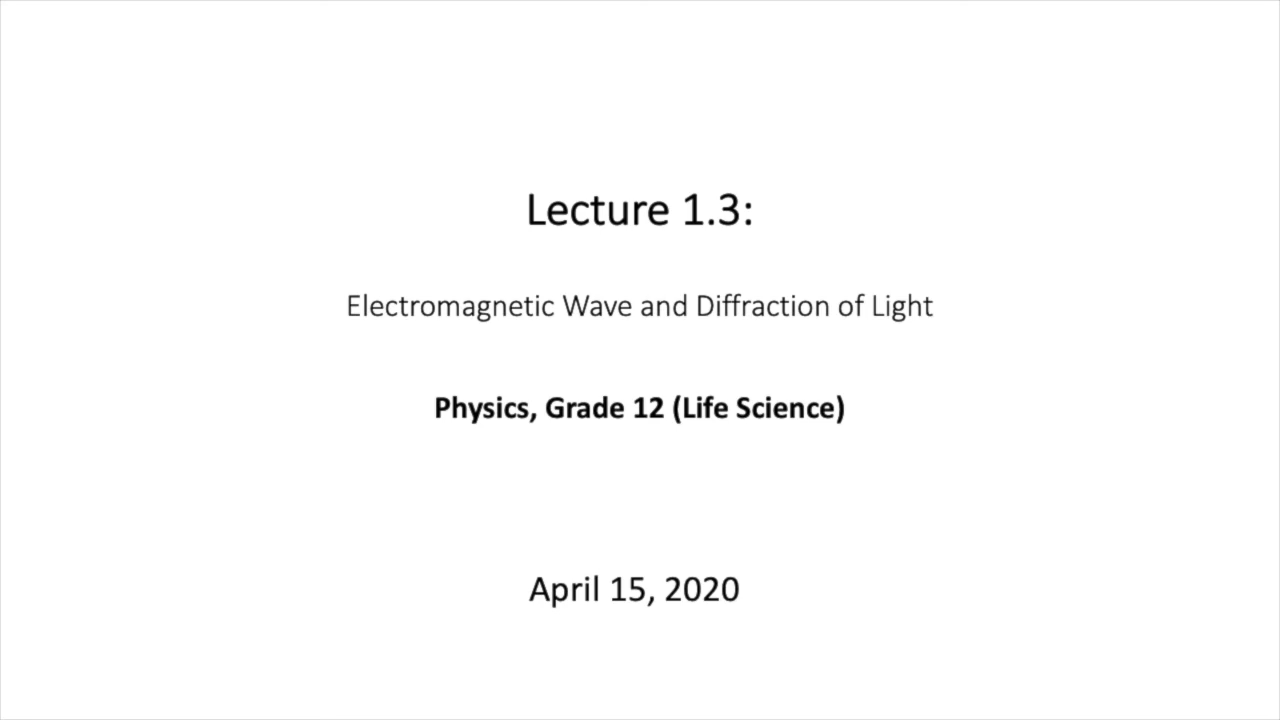 Lecture 1.3:
Electromagnetic Wave and Diffraction of Light
Physics, Grade 12 (Life Science)
April 15, 2020